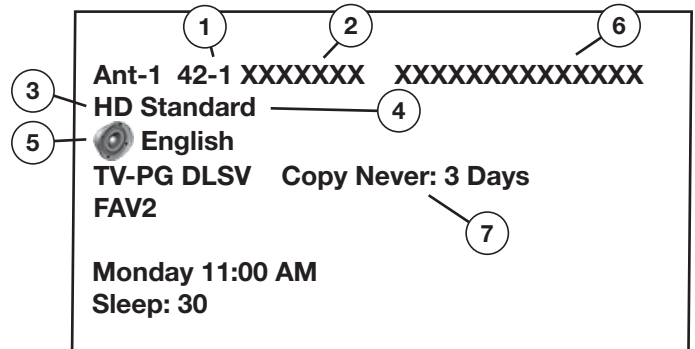 1 2 6
Ant-1 42-1 XXXXXXX XXXXXXXXXXXXXX
3 HD Standard 4
5 English
TV-PG DLSV Copy Never: 3 Days
FAV2 7
Monday 11:00 AM
Sleep: 30